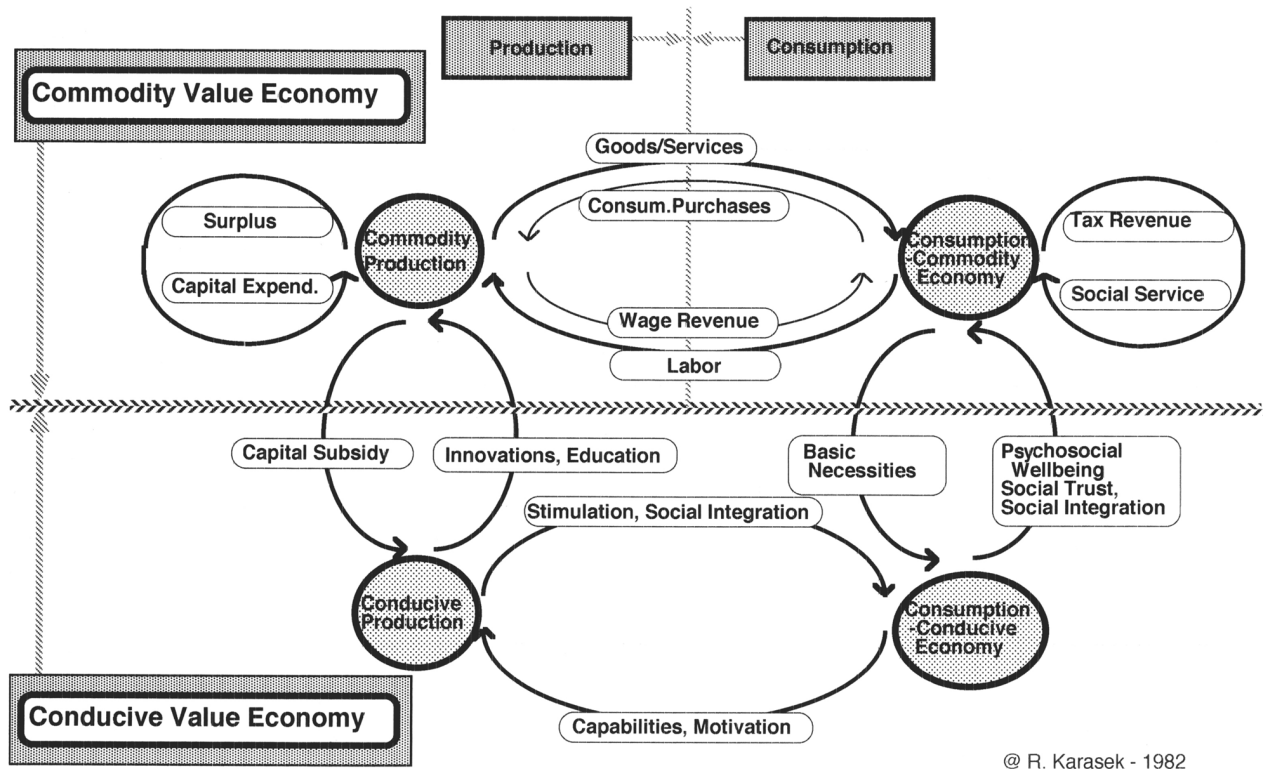 Production
Consumption
Commodity Value Economy
Goods/Services
Consum.Purchases
Surplus
Capital Expend.
Commodity
Production
Consumption
-Commodity
Economy
Tax Revenue
Social Service
Wage Revenue
Labor
Capital Subsidy
Innovations, Education
Basic
Necessities
Psychosocial
Wellbeing
Social Trust,
Social Integration
Stimulation, Social Integration
Conducive
Production
Consumption
-Conducive
Economy
Conducive Value Economy
Capabilities, Motivation
@ R. Karasek - 1982